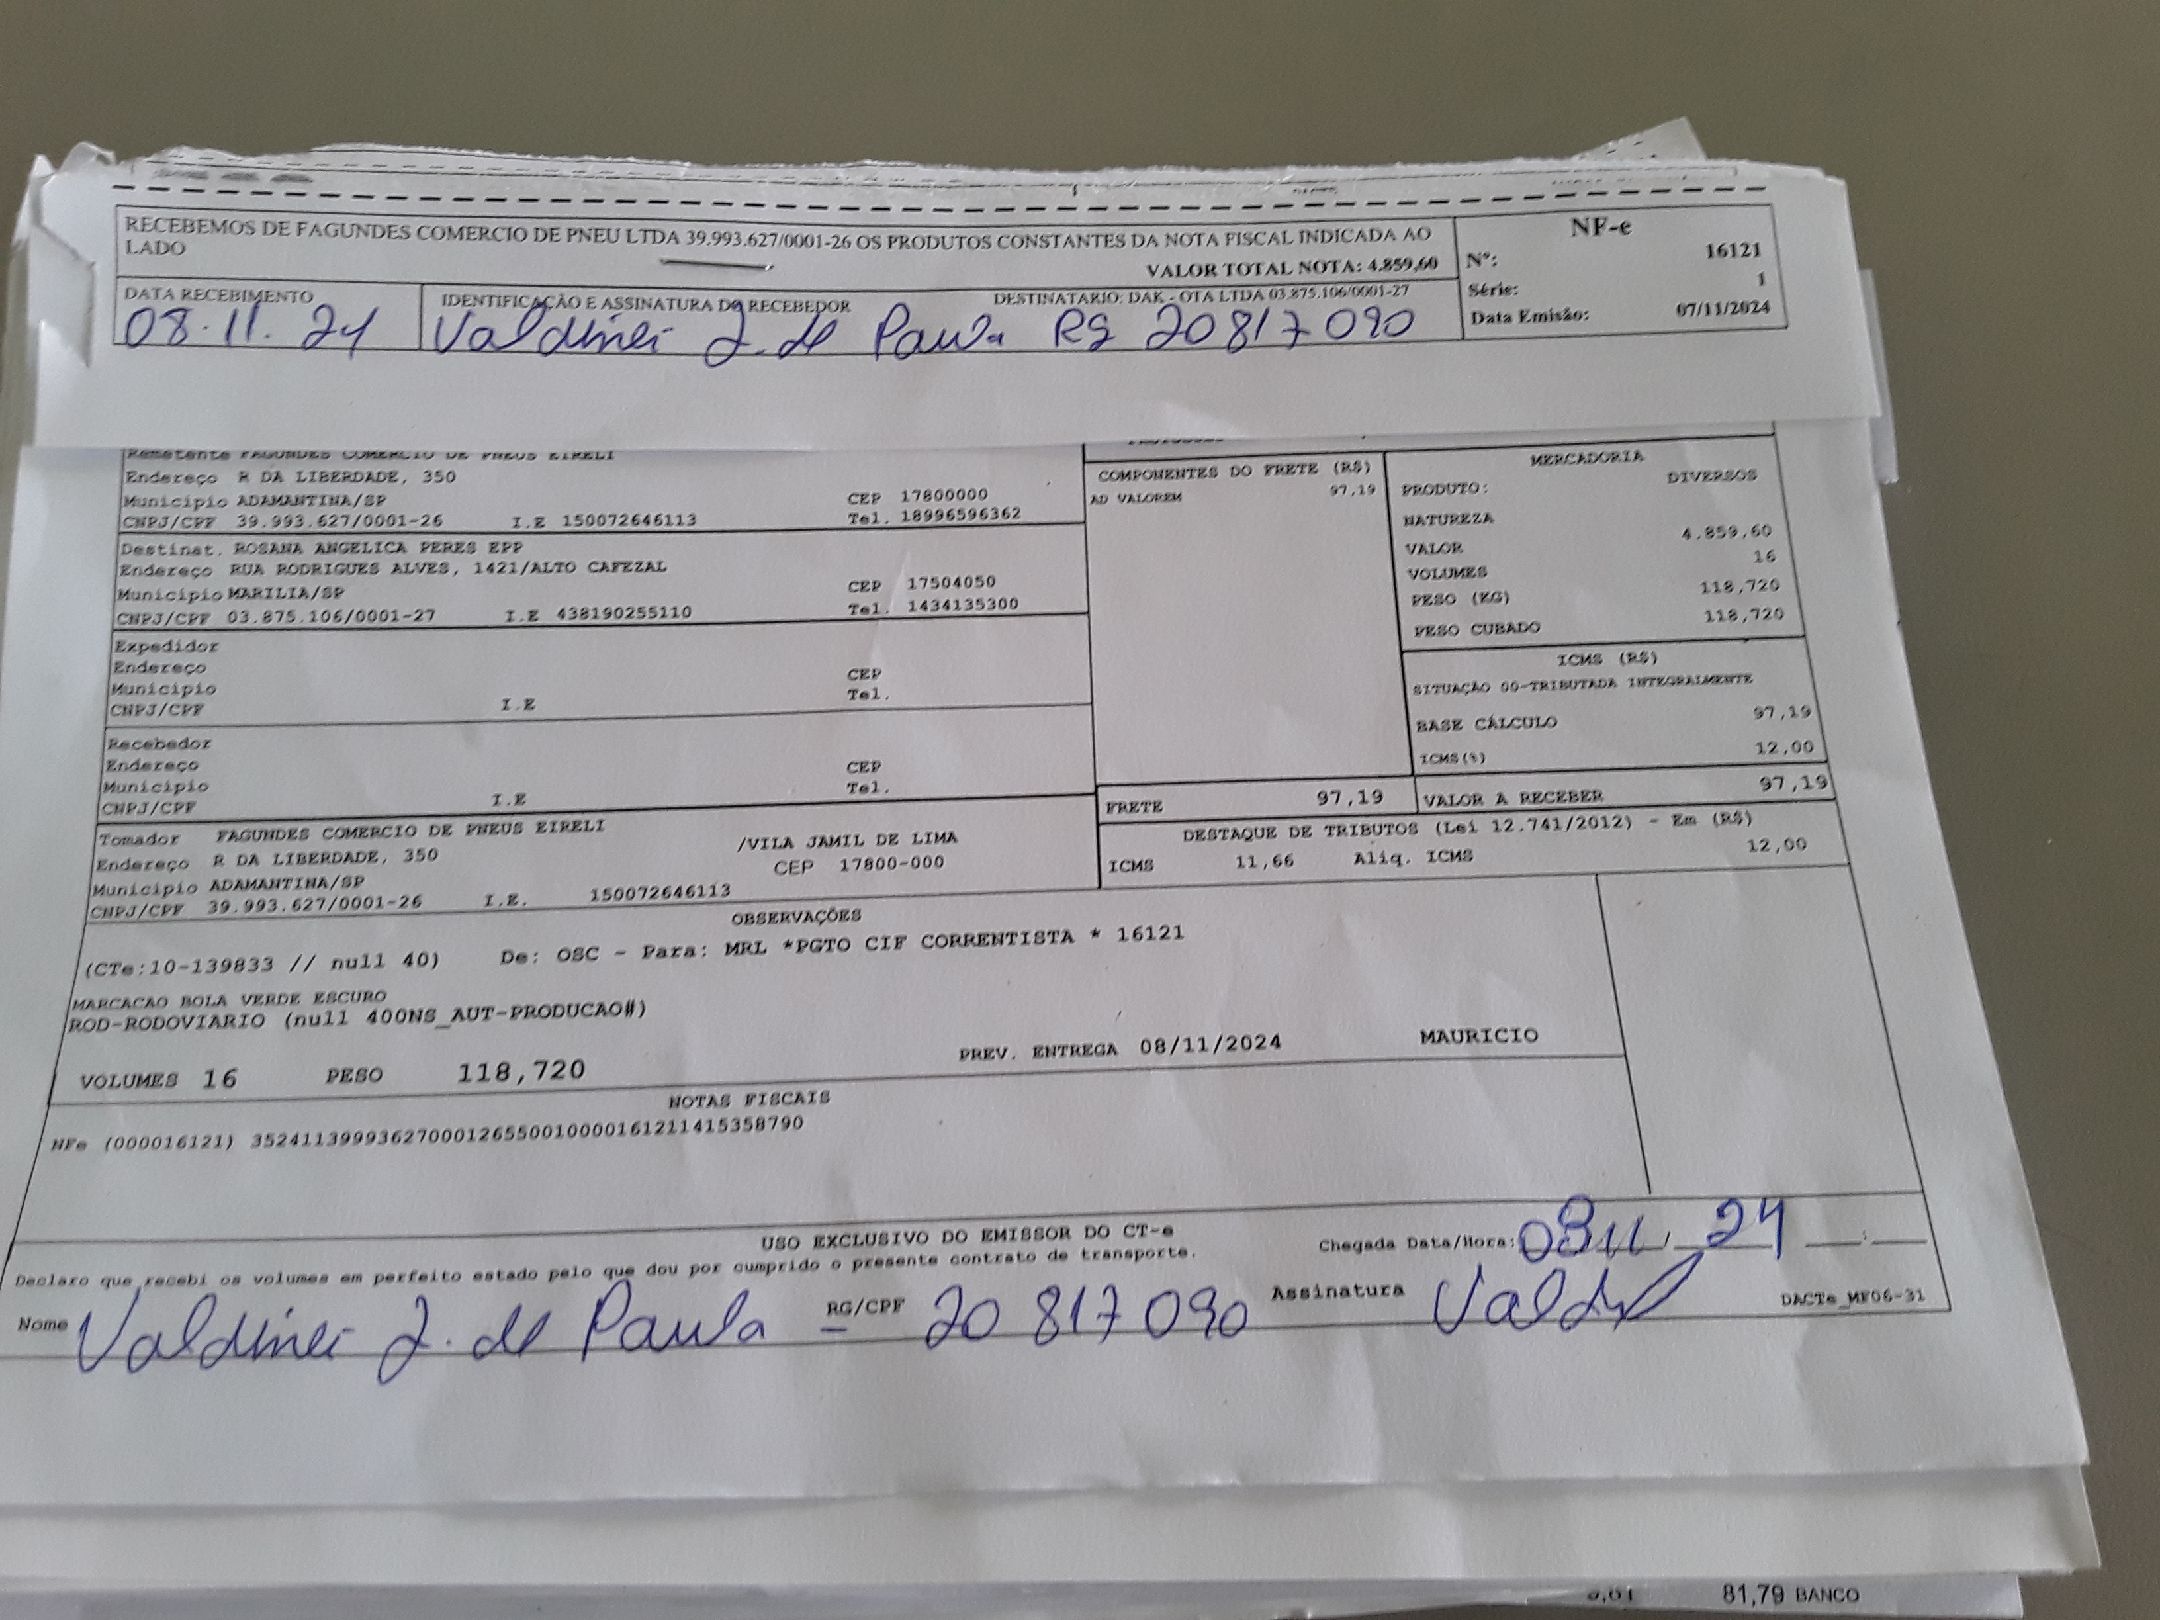 RECEBEMOS DE FAGUNDES COMERCIO DE PNEU LTDA 39.993.627/0001-26 OS PRODUTOS CONSTANTES DA NOTA FISCAL INDICADA AO
LADO
VALOR TOTAL NOTA: 4.859,60
NF-e
Nº: 16121
Série: 1
Data Emissão: 07/11/2024
DATA RECEBIMENTO
08.11.24
IDENTIFICAÇÃO E ASSINATURA DO RECEBEDOR
DESTINATARIO: DAK - OTA LTDA 03.875.106/0001-27
Valdinei J. de Paula RG 20817090
Remetente FAGUNDES COMERCIO DE PNEUS EIRELI
Endereço R DA LIBERDADE, 350
Municipio ADAMANTINA/SP CEP 17800000
CNPJ/CPF 39.993.627/0001-26 I.E 150072646113 Tel. 18996596362
Destinat. ROSANA ANGELICA PERES EPP
Endereço RUA RODRIGUES ALVES, 1421/ALTO CAFEZAL
Municipio MARILIA/SP CEP 17504050
CNPJ/CPF 03.875.106/0001-27 I.E 438190255110 Tel. 1434135300
Expedidor
Endereço
Municipio CEP
CNPJ/CPF I.E Tel.
Recebedor
Endereço
Municipio CEP
CNPJ/CPF I.E Tel.
Tomador FAGUNDES COMERCIO DE PNEUS EIRELI
Endereço R DA LIBERDADE, 350 /VILA JAMIL DE LIMA
Municipio ADAMANTINA/SP CEP 17800-000
CNPJ/CPF 39.993.627/0001-26 I.E. 150072646113
COMPONENTES DO FRETE (R$)
AD VALOREM 97,19
MERCADORIA
PRODUTO: DIVERSOS
NATUREZA
VALOR 4.859,60
VOLUMES 16
PESO (KG) 118,720
PESO CUBADO 118,720
ICMS (R$)
SITUAÇÃO 00-TRIBUTADA INTEGRALMENTE
BASE CÁLCULO 97,19
ICMS(%) 12,00
FRETE 97,19
VALOR A RECEBER 97,19
DESTAQUE DE TRIBUTOS (Lei 12.741/2012) - Em (R$)
ICMS 11,66 Aliq. ICMS 12,00
OBSERVAÇÕES
(CTe:10-139833 // null 40) De: OSC - Para: MRL *PGTO CIF CORRENTISTA * 16121
MARCACAO BOLA VERDE ESCURO
ROD-RODOVIARIO (null 400NS_AUT-PRODUCAO#)
VOLUMES 16 PESO 118,720 PREV. ENTREGA 08/11/2024 MAURICIO
NOTAS FISCAIS
NFe (000016121) 35241139993627000126550010000161211415358790
USO EXCLUSIVO DO EMISSOR DO CT-e
Declaro que recebi os volumes em perfeito estado pelo que dou por cumprido o presente contrato de transporte.
Chegada Data/Hora: 08 11 24
Nome Valdinei J. de Paula - RG/CPF 20 817 090 Assinatura
DACTe_MF06-31
81,79 BANCO